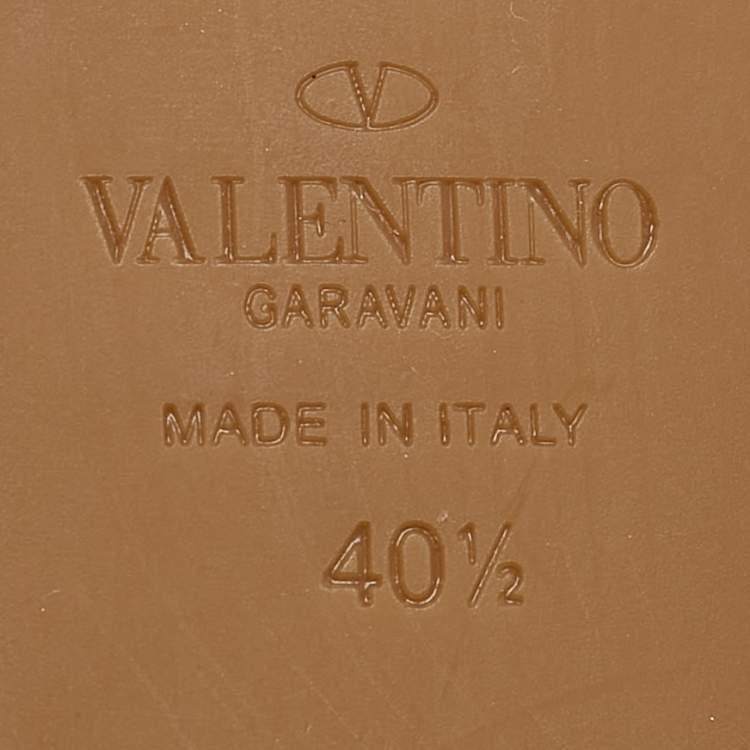 V
VALENTINO
GARAVANI
MADE IN ITALY
40½